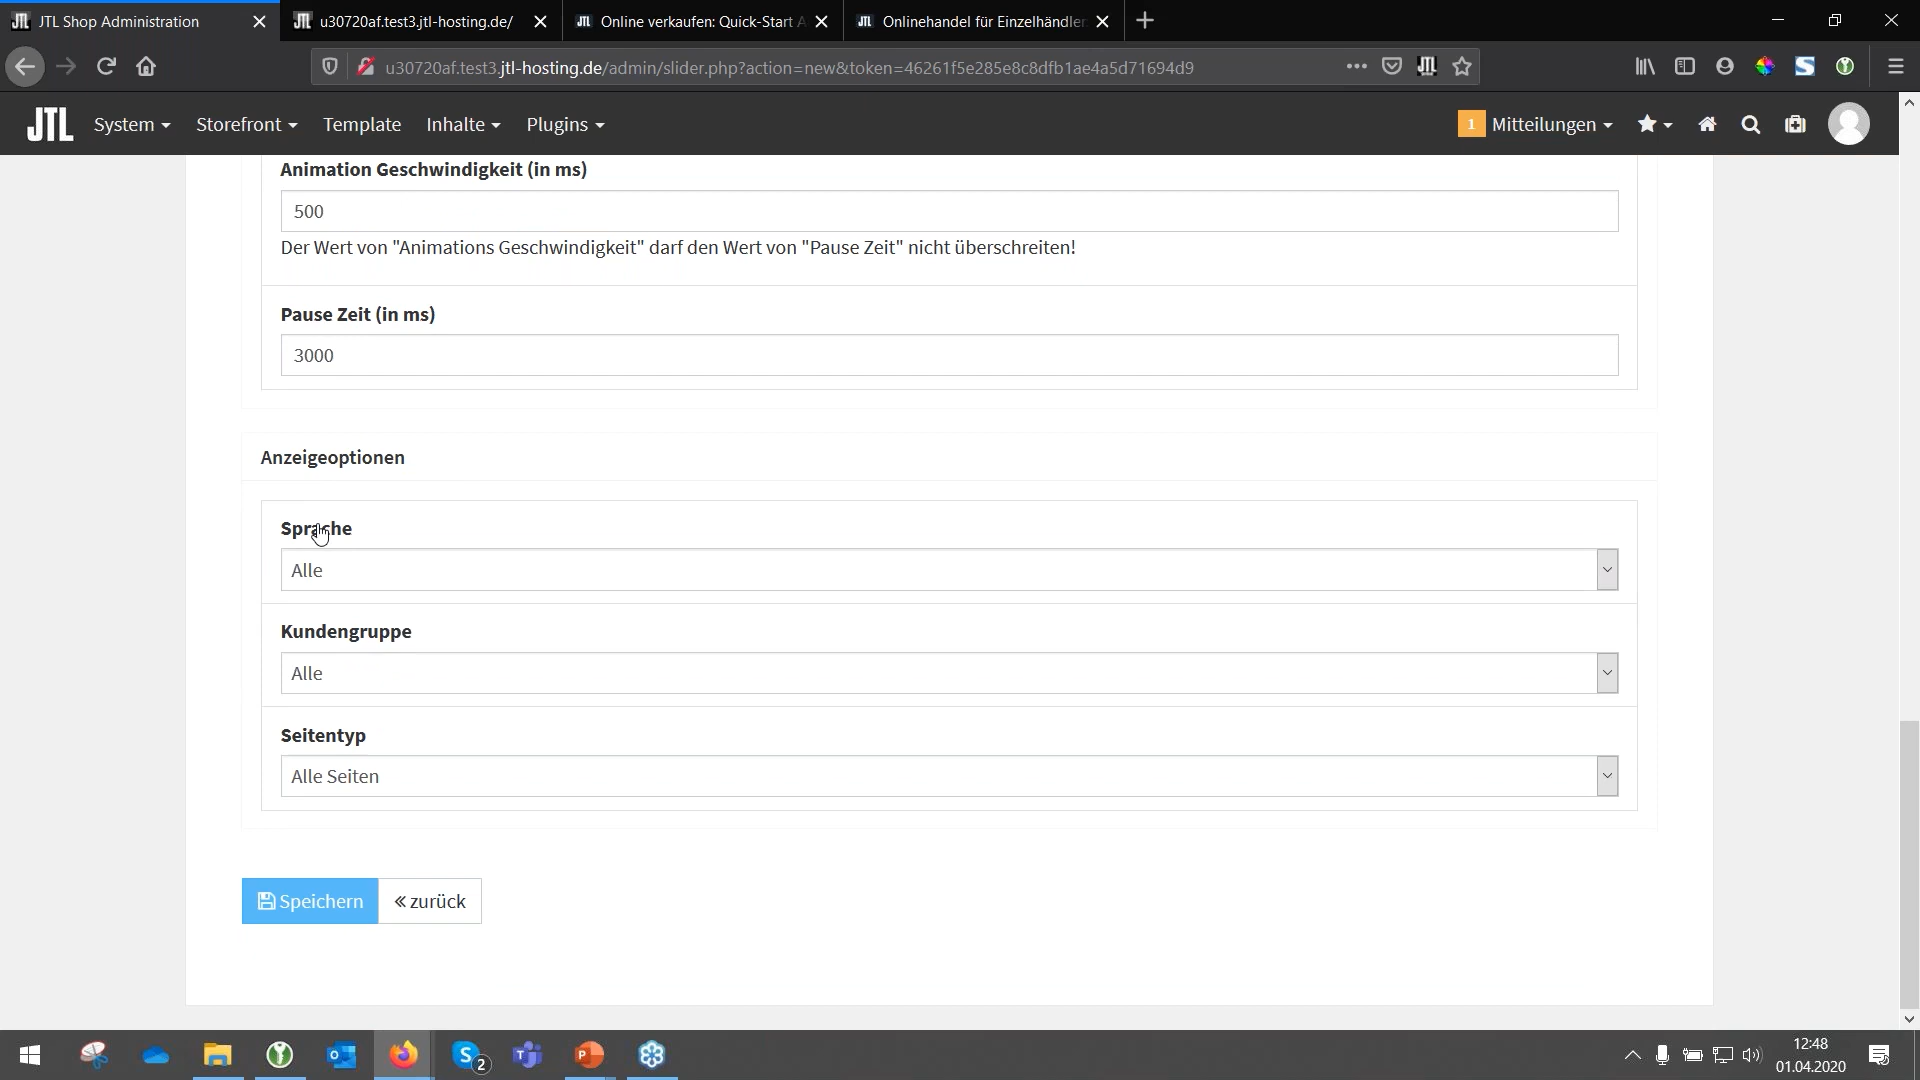 JTL Shop Administration
u30720af.test3.jtl-hosting.de/
Online verkaufen: Quick-Start
Onlinehandel für Einzelhändler
u30720af.test3.jtl-hosting.de/admin/slider.php?action=new&token=46261f5e285e8c8dfb1ae4a5d71694d9
JTL
System
Storefront
Template
Inhalte
Plugins
1
Mitteilungen
Animation Geschwindigkeit (in ms)
500
Der Wert von "Animations Geschwindigkeit" darf den Wert von "Pause Zeit" nicht überschreiten!
Pause Zeit (in ms)
3000
Anzeigeoptionen
Sprache
Alle
Kundengruppe
Alle
Seitentyp
Alle Seiten
Speichern
« zurück
2
12:48
01.04.2020